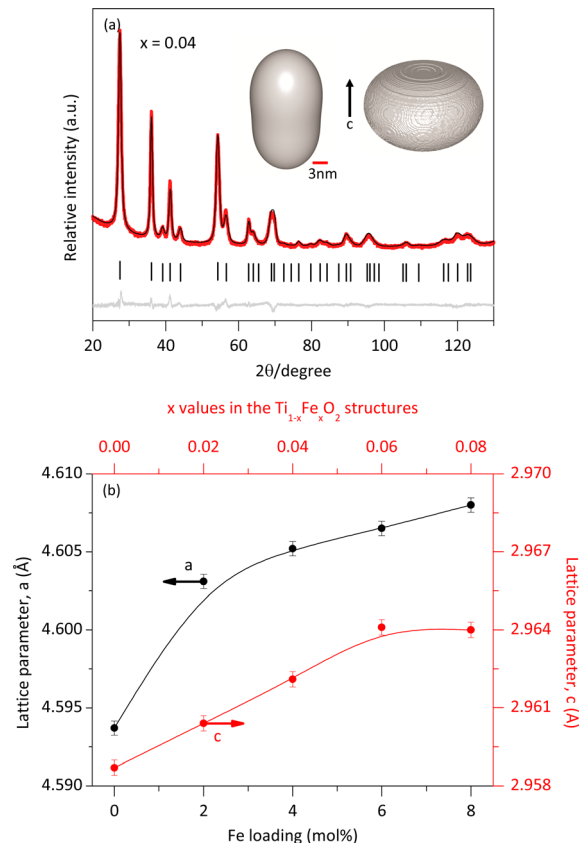 (a)
x = 0.04
c
3nm
Relative intensity (a.u.)
20 40 60 80 100 120
2θ/degree
x values in the Ti1-xFexO2 structures
0.00 0.02 0.04 0.06 0.08
(b)
4.610
4.605
4.600
4.595
4.590
Lattice parameter, a (Å)
a
c
2.970
2.967
2.964
2.961
2.958
Lattice parameter, c (Å)
0 2 4 6 8
Fe loading (mol%)